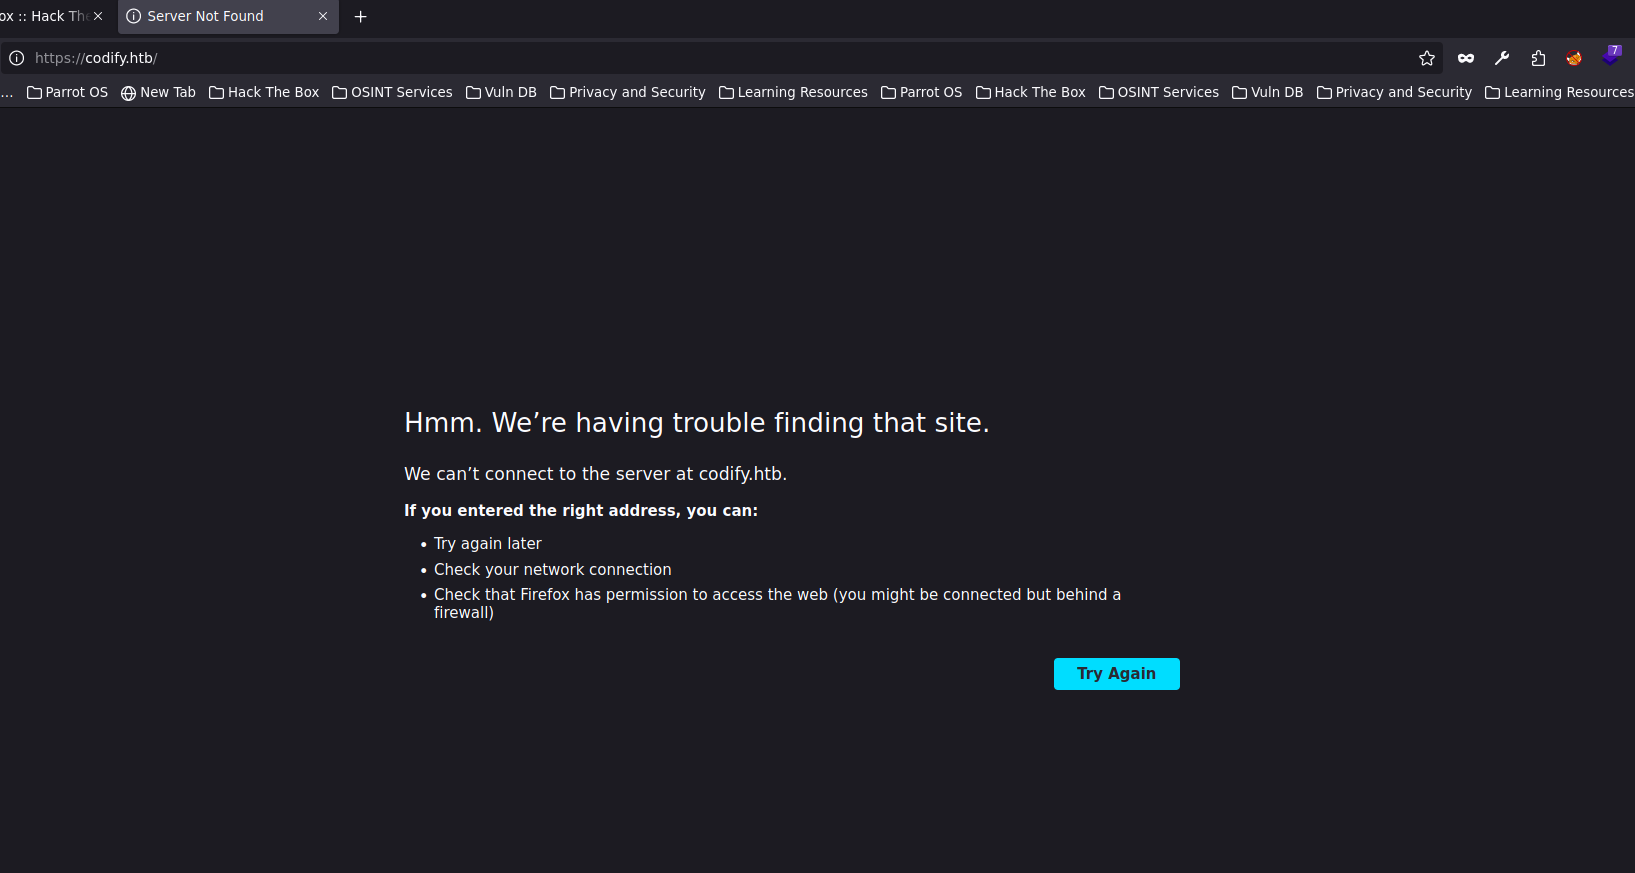 ox :: Hack The
Server Not Found
https://codify.htb/
7
... Parrot OS New Tab Hack The Box OSINT Services Vuln DB Privacy and Security Learning Resources Parrot OS Hack The Box OSINT Services Vuln DB Privacy and Security Learning Resources
Hmm. We’re having trouble finding that site.
We can’t connect to the server at codify.htb.
If you entered the right address, you can:
• Try again later
• Check your network connection
• Check that Firefox has permission to access the web (you might be connected but behind a
firewall)
Try Again